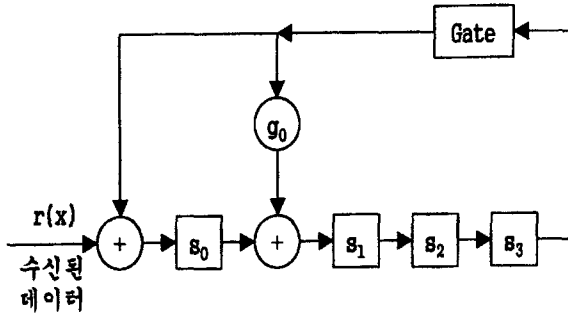 Gate
g₀
r(x)
+
s₀
+
s₁
s₂
s₃
수신된
데이터